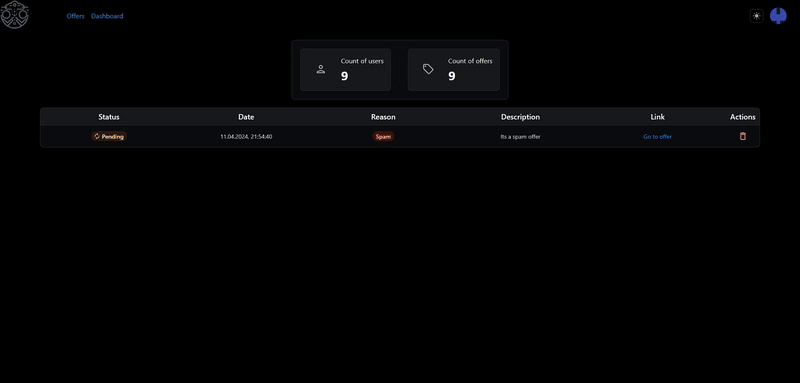 Offers Dashboard
Count of users
9
Count of offers
9
Status Date Reason Description Link Actions
Pending 11.04.2024, 21:54:40 Spam Its a spam offer Go to offer